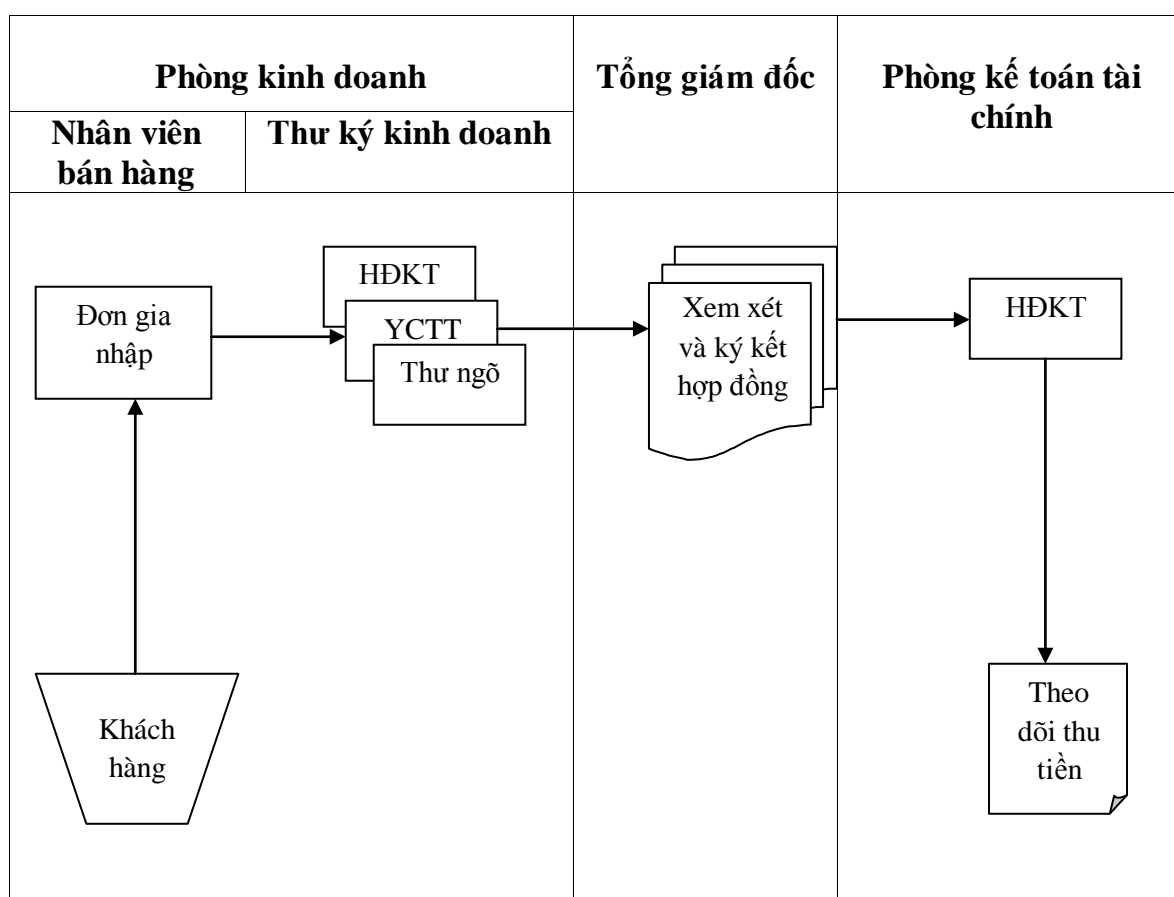 Phòng kinh doanh
Tổng giám đốc
Phòng kế toán tài
chính
Nhân viên
bán hàng
Thư ký kinh doanh
Đơn gia
nhập
HĐKT
YCTT
Thư ngõ
Xem xét
và ký kết
hợp đồng
HĐKT
Khách
hàng
Theo
dõi thu
tiền